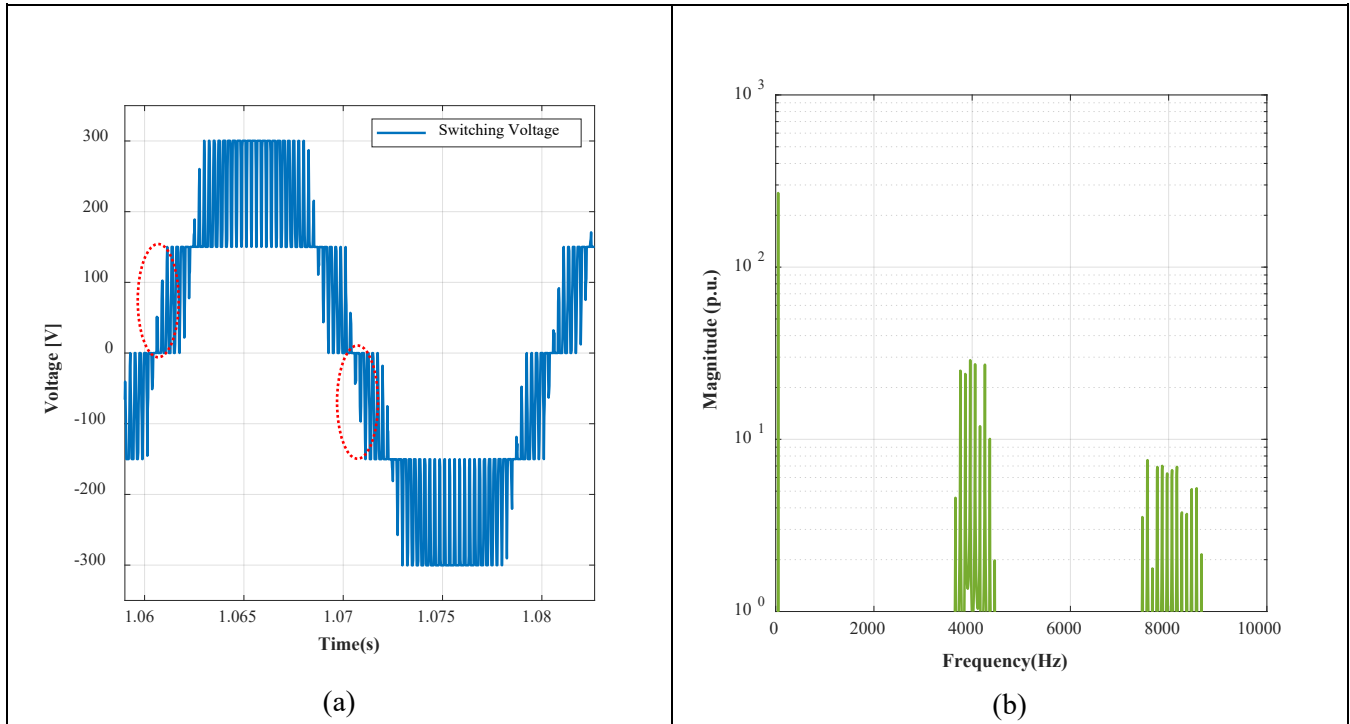 Switching Voltage
300
200
100
0
-100
-200
-300
Voltage [V]
1.06 1.065 1.07 1.075 1.08
Time(s)
(a)
10 3
10 2
10 1
10 0
Magnitude (p.u.)
0 2000 4000 6000 8000 10000
Frequency(Hz)
(b)